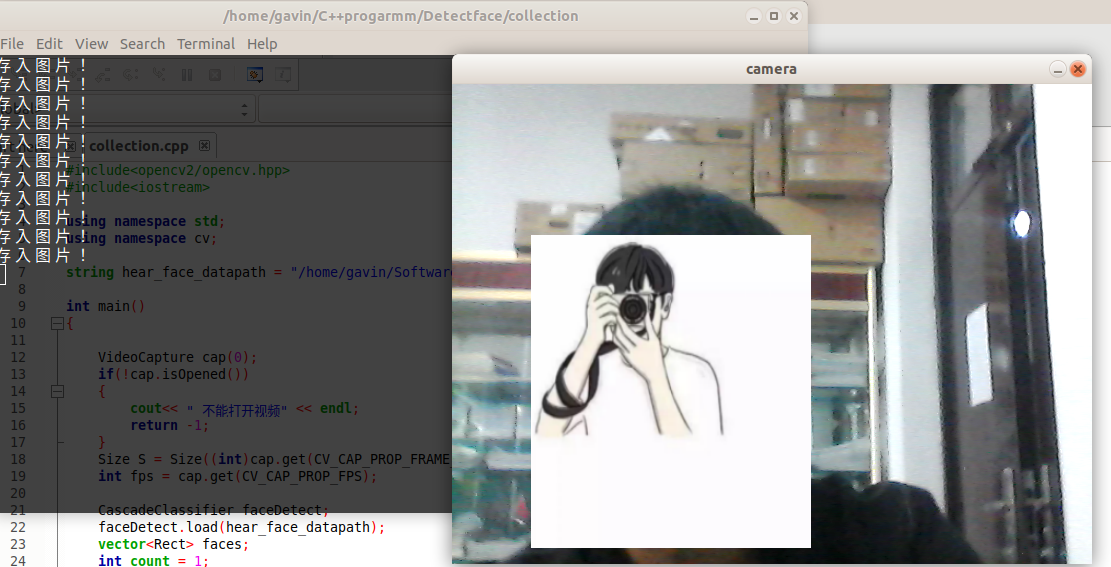 /home/gavin/C++progarmm/Detectface/collection
File Edit View Search Terminal Help
存入图片！
存入图片！
存入图片！
存入图片！
存入图片！
存入图片！
存入图片！
存入图片！
存入图片！
存入图片！
存入图片！
collection.cpp
#include<opencv2/opencv.hpp>
#include<iostream>
using namespace std;
using namespace cv;
7 string hear_face_datapath = "/home/gavin/Softwar
8
9 int main()
10 {
11
12 VideoCapture cap(0);
13 if(!cap.isOpened())
14 {
15 cout<< " 不能打开视频" << endl;
16 return -1;
17 }
18 Size S = Size((int)cap.get(CV_CAP_PROP_FRAME
19 int fps = cap.get(CV_CAP_PROP_FPS);
20
21 CascadeClassifier faceDetect;
22 faceDetect.load(hear_face_datapath);
23 vector<Rect> faces;
24 int count = 1;
camera